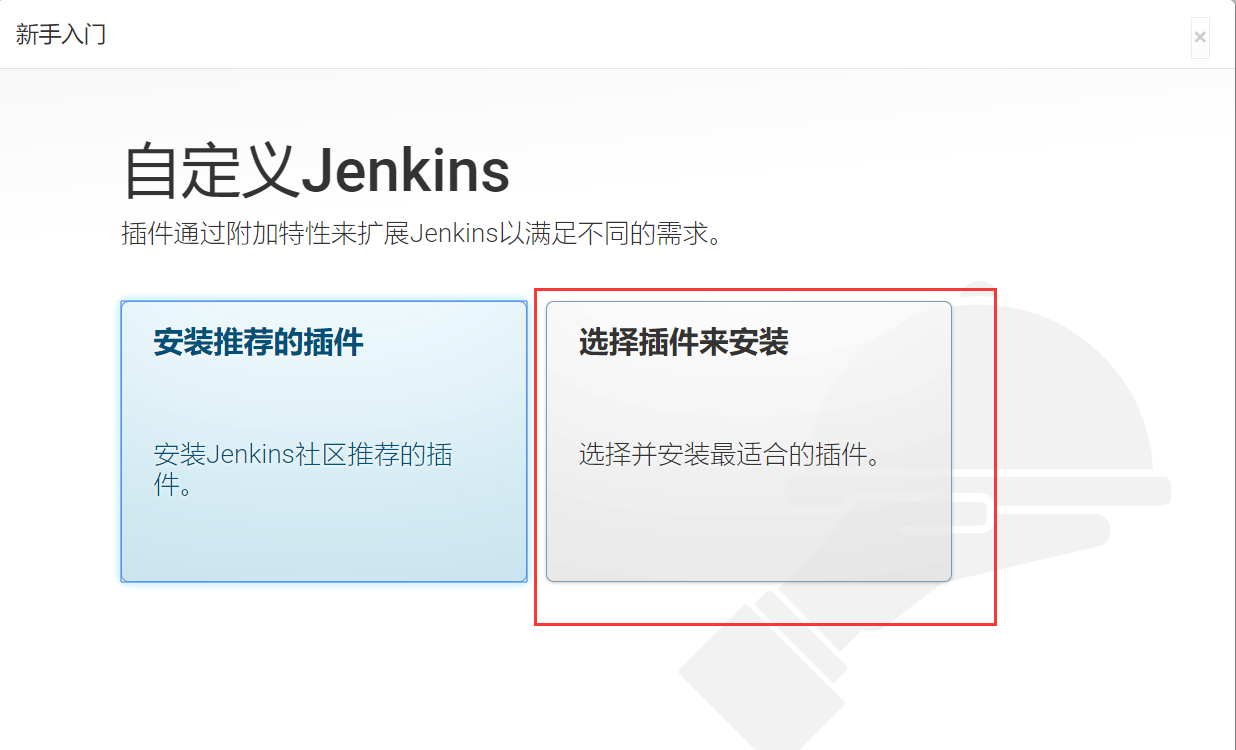 新手入门
×
自定义Jenkins
插件通过附加特性来扩展Jenkins以满足不同的需求。
安装推荐的插件
安装Jenkins社区推荐的插
件。
选择插件来安装
选择并安装最适合的插件。